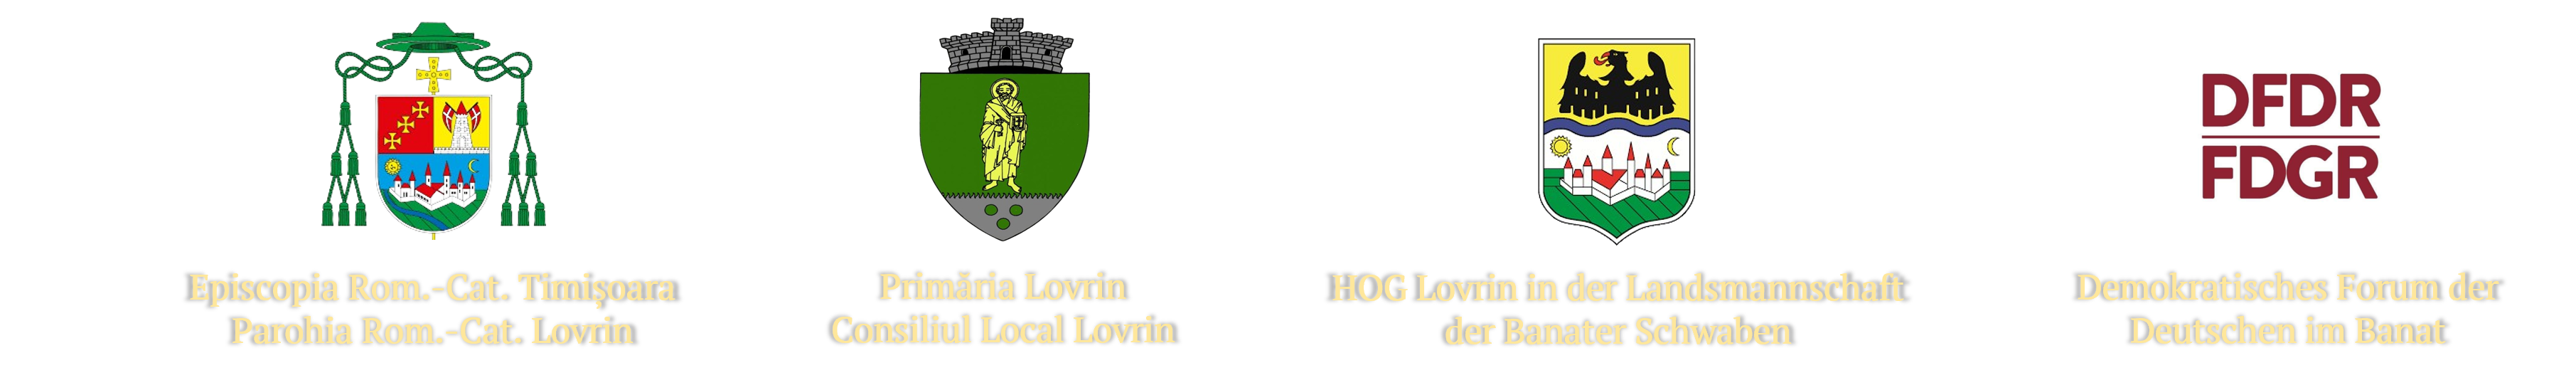 DFDR
FDGR
Episcopia Rom.-Cat. Timişoara
Parohia Rom.-Cat. Lovrin
Primăria Lovrin
Consiliul Local Lovrin
HOG Lovrin in der Landsmannschaft
der Banater Schwaben
Demokratisches Forum der
Deutschen im Banat